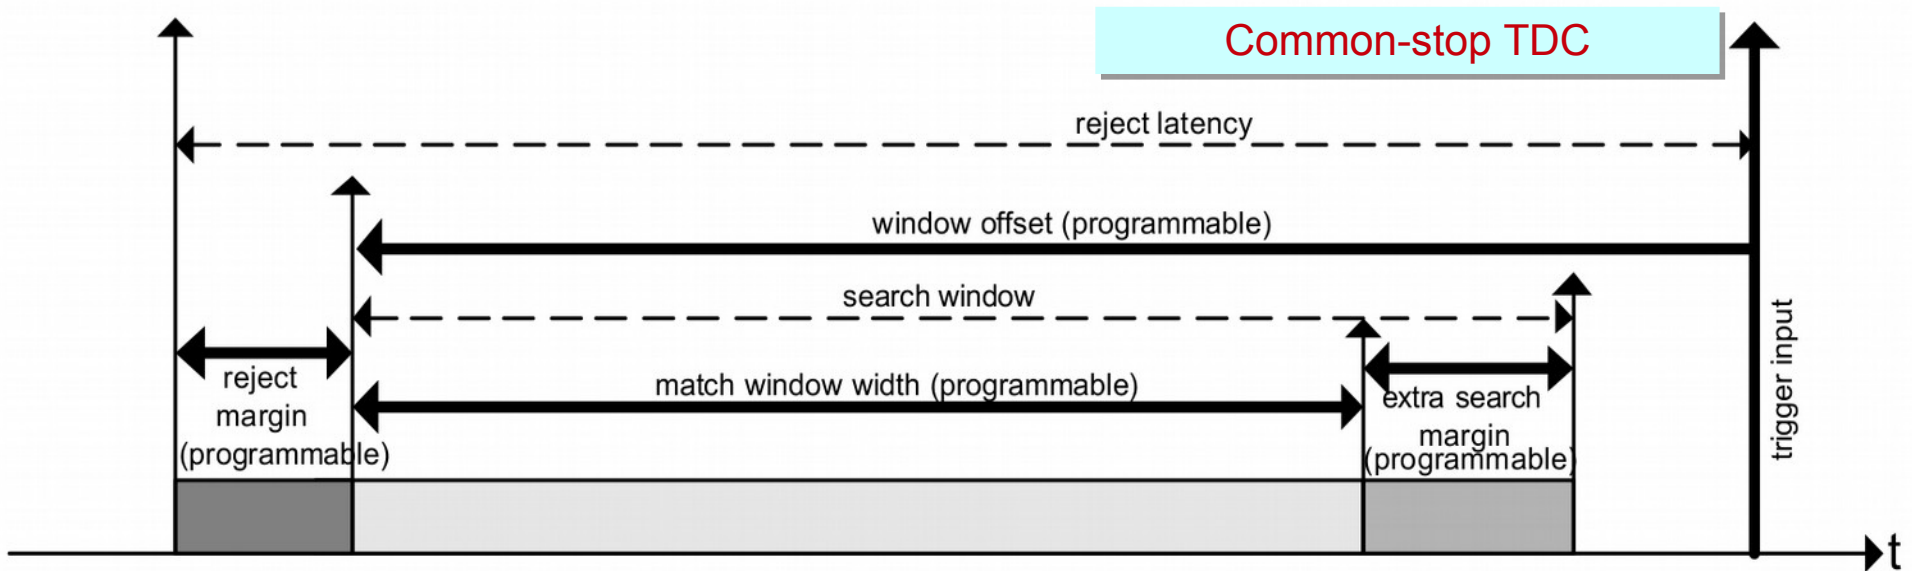 Common-stop TDC
reject latency
window offset (programmable)
search window
trigger input
reject
margin
(programmable)
match window width (programmable)
extra search
margin
(programmable)
t